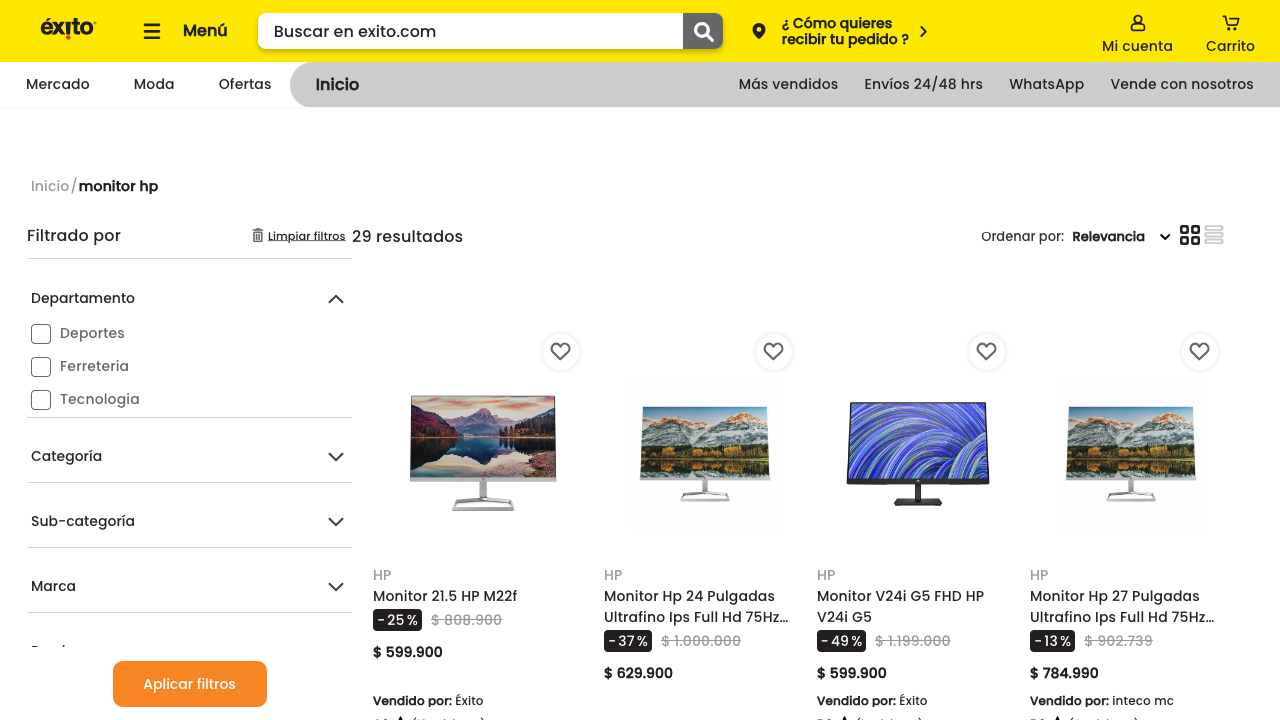 éxito
Menú
Buscar en exito.com
¿ Cómo quieres
recibir tu pedido ?
Mi cuenta
Carrito
Mercado
Moda
Ofertas
Inicio
Más vendidos
Envíos 24/48 hrs
WhatsApp
Vende con nosotros
Inicio / monitor hp
Filtrado por
Limpiar filtros
29 resultados
Ordenar por: Relevancia
Departamento
Deportes
Ferreteria
Tecnologia
Categoría
Sub-categoría
Marca
Aplicar filtros
HP
Monitor 21.5 HP M22f
-25% $ 808.900
$ 599.900
Vendido por: Éxito
HP
Monitor Hp 24 Pulgadas
Ultrafino Ips Full Hd 75Hz...
-37% $ 1.000.000
$ 629.900
HP
Monitor V24i G5 FHD HP
V24i G5
-49% $ 1.199.000
$ 599.900
Vendido por: Éxito
HP
Monitor Hp 27 Pulgadas
Ultrafino Ips Full Hd 75Hz...
-13% $ 902.739
$ 784.990
Vendido por: inteco mc